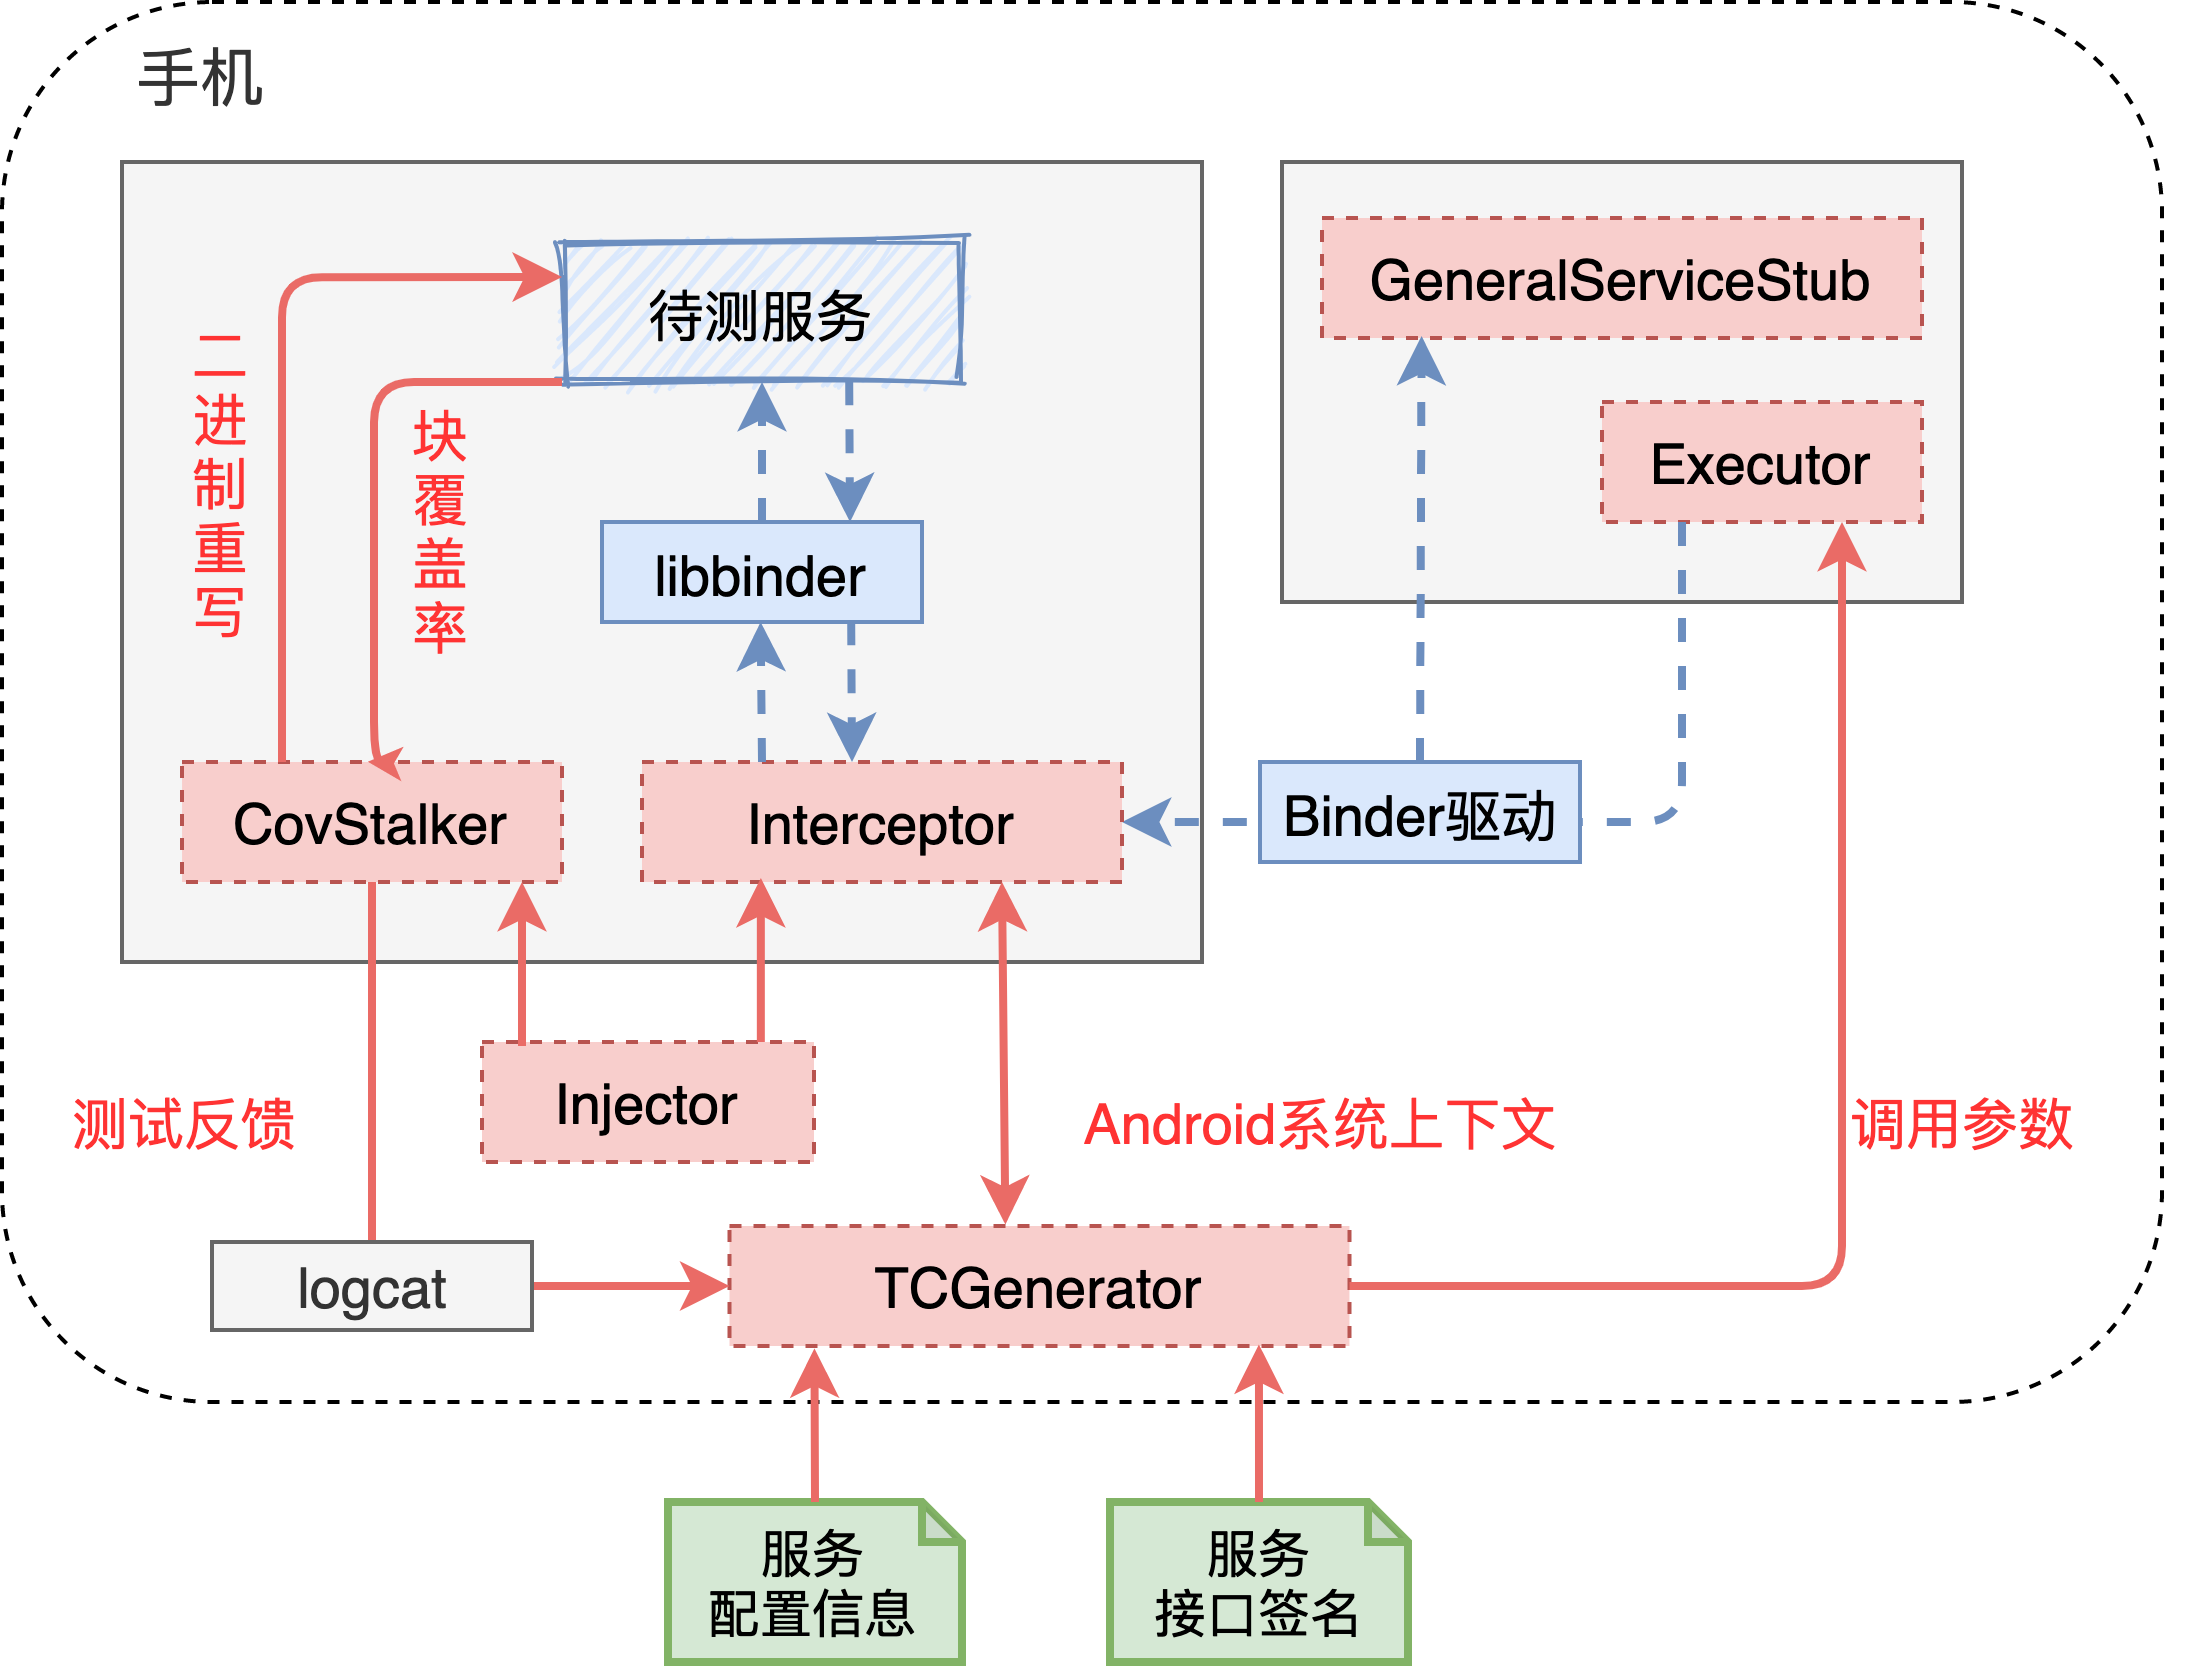 手机
待测服务
GeneralServiceStub
二进制重写
块覆盖率
Executor
libbinder
CovStalker
Interceptor
Binder驱动
测试反馈
Injector
Android系统上下文
调用参数
logcat
TCGenerator
服务
配置信息
服务
接口签名